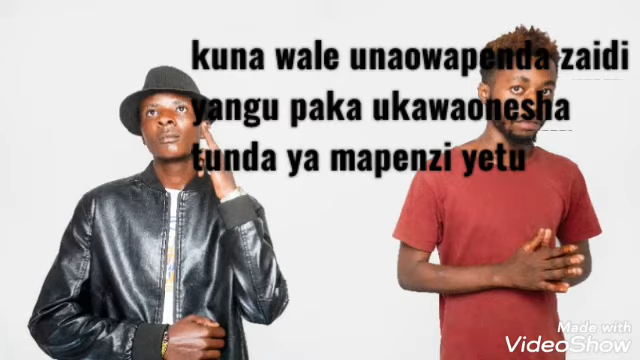 kuna wale unaowapenda zaidi
yangu paka ukawaonesha
tunda ya mapenzi yetu
Made with
VideoShow